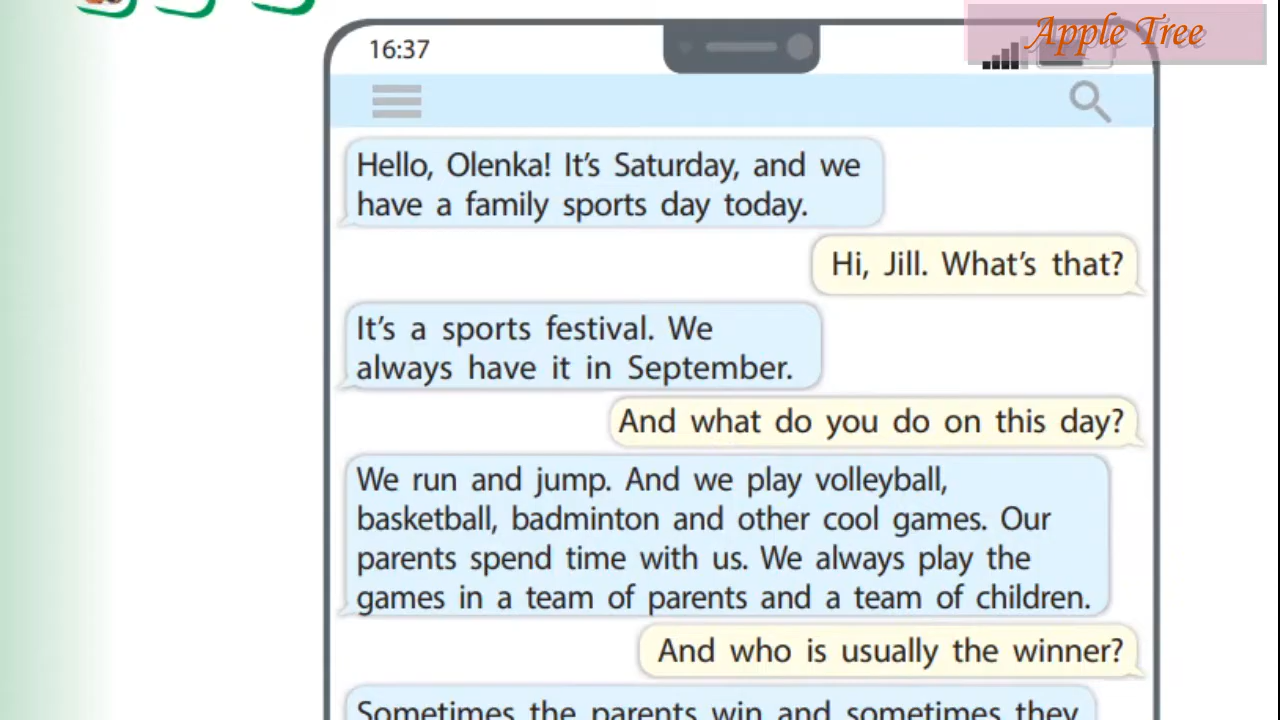 Apple Tree
16:37
Hello, Olenka! It's Saturday, and we
have a family sports day today.
Hi, Jill. What's that?
It's a sports festival. We
always have it in September.
And what do you do on this day?
We run and jump. And we play volleyball,
basketball, badminton and other cool games. Our
parents spend time with us. We always play the
games in a team of parents and a team of children.
And who is usually the winner?
Sometimes the parents win and sometimes they